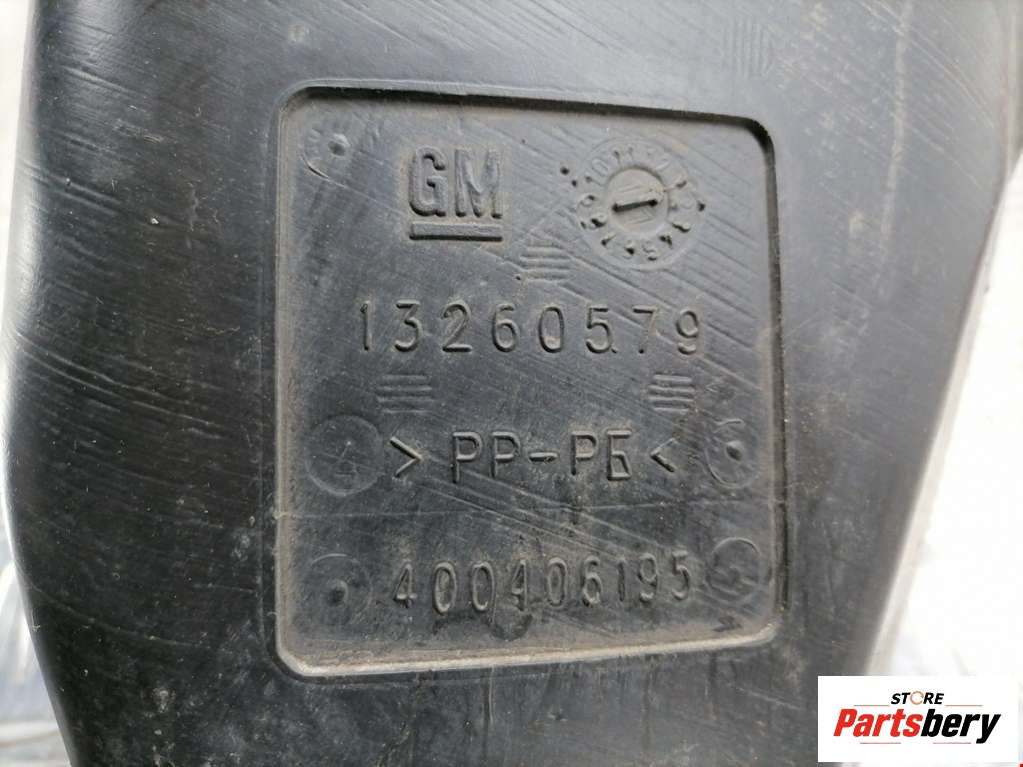 GM
13260579
>PP-PБ<
400406195
STORE
Partsbery